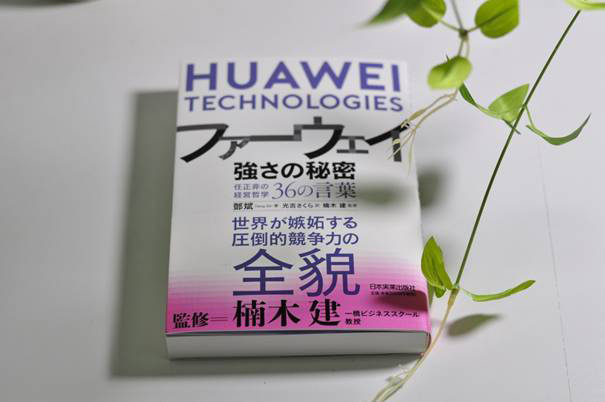 HUAWEI
TECHNOLOGIES
ファーウェイ
強さの秘密
任正非の
経営哲学 36の言葉
鄧斌 著 光吉さくら 訳 楠木 建 監修
世界が嫉妬する
圧倒的競争力の
全貌
日本実業出版社
監修＝楠木建 一橋ビジネススクール
教授